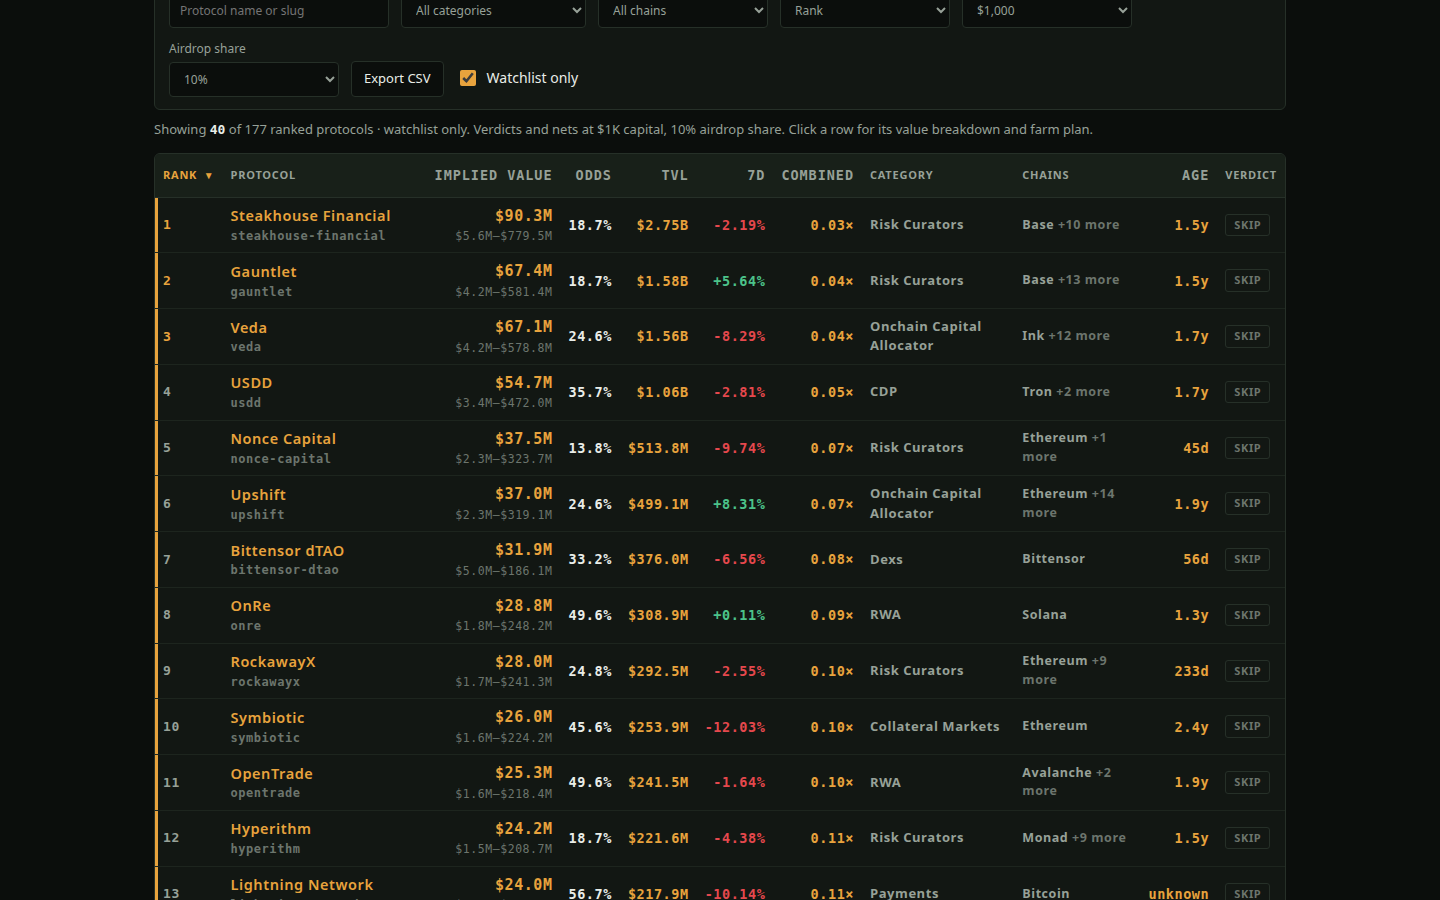 Protocol name or slug All categories All chains Rank $1,000
Airdrop share
10% Export CSV Watchlist only
Showing 40 of 177 ranked protocols · watchlist only. Verdicts and nets at $1K capital, 10% airdrop share. Click a row for its value breakdown and farm plan.
RANK ▼ PROTOCOL IMPLIED VALUE ODDS TVL 7D COMBINED CATEGORY CHAINS AGE VERDICT
1 Steakhouse Financial $90.3M 18.7% $2.75B -2.19% 0.03× Risk Curators Base +10 more 1.5y SKIP
steakhouse-financial $5.6M–$779.5M
2 Gauntlet $67.4M 18.7% $1.58B +5.64% 0.04× Risk Curators Base +13 more 1.5y SKIP
gauntlet $4.2M–$581.4M
3 Veda $67.1M 24.6% $1.56B -8.29% 0.04× Onchain Capital Allocator Ink +12 more 1.7y SKIP
veda $4.2M–$578.8M
4 USDD $54.7M 35.7% $1.06B -2.81% 0.05× CDP Tron +2 more 1.7y SKIP
usdd $3.4M–$472.0M
5 Nonce Capital $37.5M 13.8% $513.8M -9.74% 0.07× Risk Curators Ethereum +1 more 45d SKIP
nonce-capital $2.3M–$323.7M
6 Upshift $37.0M 24.6% $499.1M +8.31% 0.07× Onchain Capital Allocator Ethereum +14 more 1.9y SKIP
upshift $2.3M–$319.1M
7 Bittensor dTAO $31.9M 33.2% $376.0M -6.56% 0.08× Dexs Bittensor 56d SKIP
bittensor-dtao $5.0M–$186.1M
8 OnRe $28.8M 49.6% $308.9M +0.11% 0.09× RWA Solana 1.3y SKIP
onre $1.8M–$248.2M
9 RockawayX $28.0M 24.8% $292.5M -2.55% 0.10× Risk Curators Ethereum +9 more 233d SKIP
rockawayx $1.7M–$241.3M
10 Symbiotic $26.0M 45.6% $253.9M -12.03% 0.10× Collateral Markets Ethereum 2.4y SKIP
symbiotic $1.6M–$224.2M
11 OpenTrade $25.3M 49.6% $241.5M -1.64% 0.10× RWA Avalanche +2 more 1.9y SKIP
opentrade $1.6M–$218.4M
12 Hyperithm $24.2M 18.7% $221.6M -4.38% 0.11× Risk Curators Monad +9 more 1.5y SKIP
hyperithm $1.5M–$208.7M
13 Lightning Network $24.0M 56.7% $217.9M -10.14% 0.11× Payments Bitcoin unknown SKIP